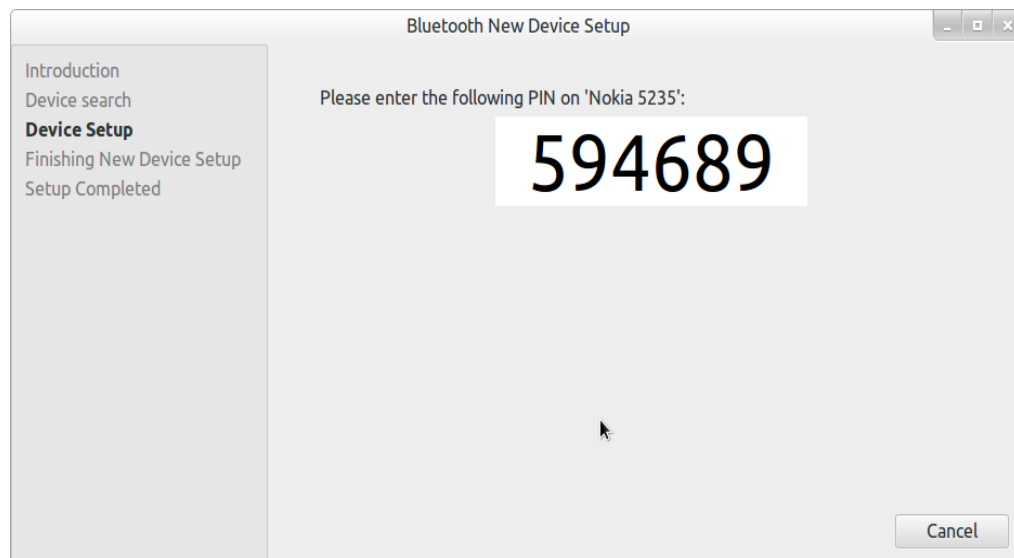 Bluetooth New Device Setup
Introduction
Device search
Device Setup
Finishing New Device Setup
Setup Completed
Please enter the following PIN on 'Nokia 5235':
594689
Cancel